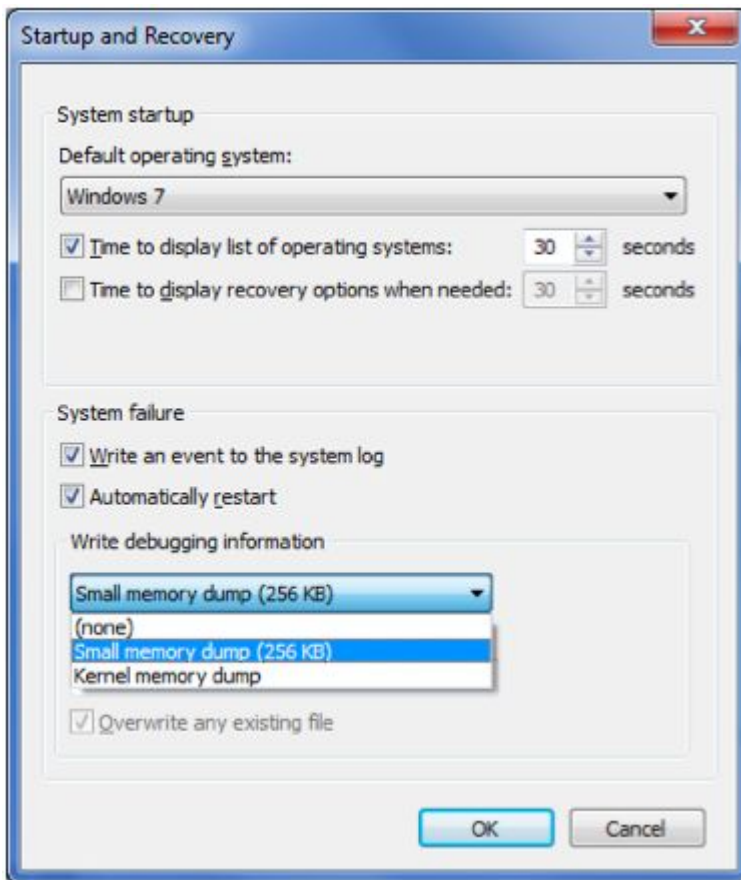 Startup and Recovery
System startup
Default operating system:
Windows 7
Time to display list of operating systems: 30 seconds
Time to display recovery options when needed: 30 seconds
System failure
Write an event to the system log
Automatically restart
Write debugging information
Small memory dump (256 KB)
(none)
Small memory dump (256 KB)
Kernel memory dump
Overwrite any existing file
OK Cancel